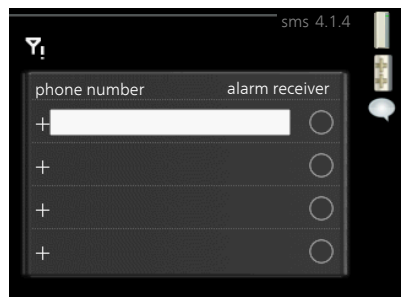 sms 4.1.4
phone number alarm receiver
+
+
+
+